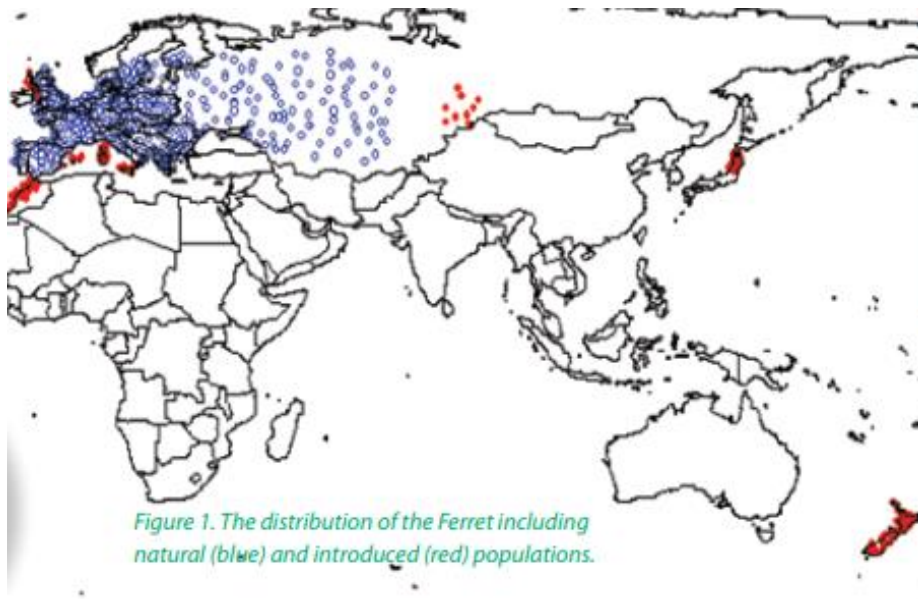 Figure 1. The distribution of the Ferret including
natural (blue) and introduced (red) populations.